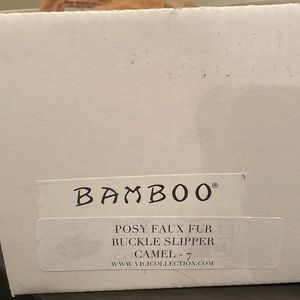 BAMBOO®
POSY FAUX FUR
BUCKLE SLIPPER
CAMEL - 7
WWW.VICICOLLECTION.COM